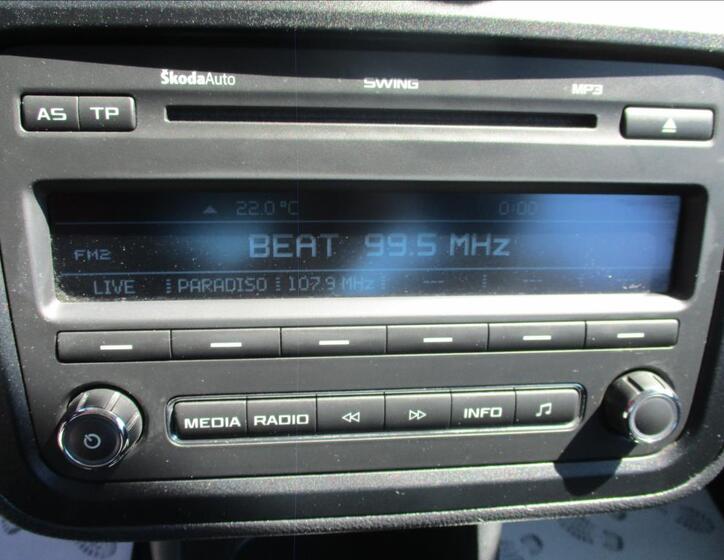 ŠkodaAuto SWING MP3
AS TP
22.0°C 0:00
FM2 BEAT 99.5 MHz
LIVE PARADISO 107.9 MHz --- --- ---
MEDIA RADIO INFO